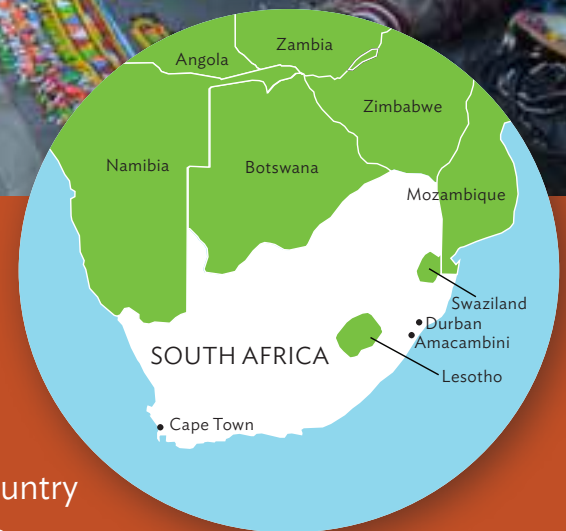 Zambia
Angola
Zimbabwe
Namibia
Botswana
Mozambique
Swaziland
Durban
Amacambini
SOUTH AFRICA
Lesotho
Cape Town
untry